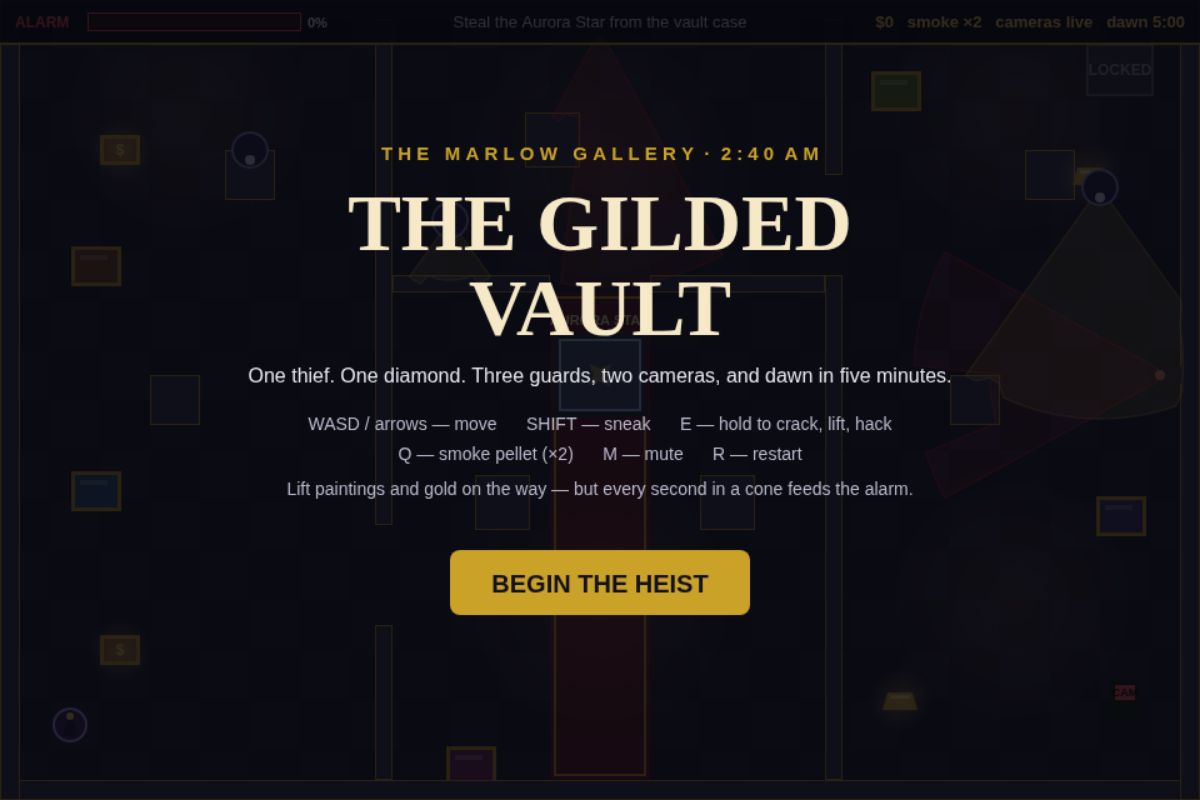 ALARM 0% Steal the Aurora Star from the vault case $0 smoke ×2 cameras live dawn 5:00
LOCKED
$
THE MARLOW GALLERY · 2:40 AM
THE GILDED
VAULT
One thief. One diamond. Three guards, two cameras, and dawn in five minutes.
WASD / arrows — move SHIFT — sneak E — hold to crack, lift, hack
Q — smoke pellet (×2) M — mute R — restart
Lift paintings and gold on the way — but every second in a cone feeds the alarm.
BEGIN THE HEIST
$
CAM